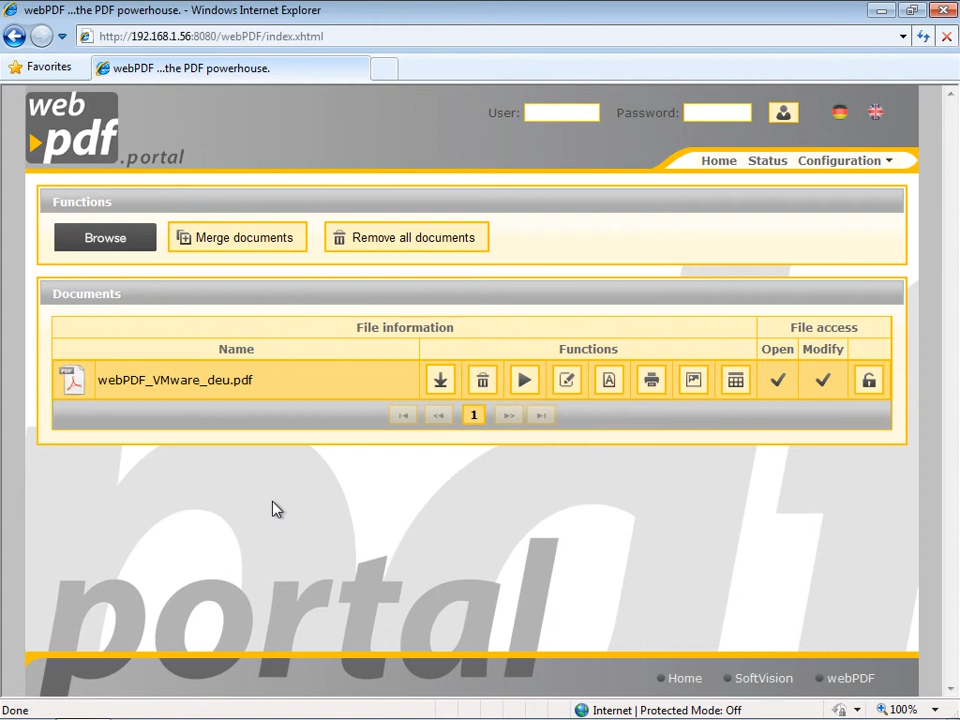 webPDF ...the PDF powerhouse. - Windows Internet Explorer
http://192.168.1.56:8080/webPDF/index.xhtml
Favorites
webPDF ...the PDF powerhouse.
web
pdf
.portal
User:
Password:
Home Status Configuration
Functions
Browse
Merge documents
Remove all documents
Documents
File information File access
Name Functions Open Modify
PDF
webPDF_VMware_deu.pdf
1
portal
Home SoftVision webPDF
Done
Internet | Protected Mode: Off
100%